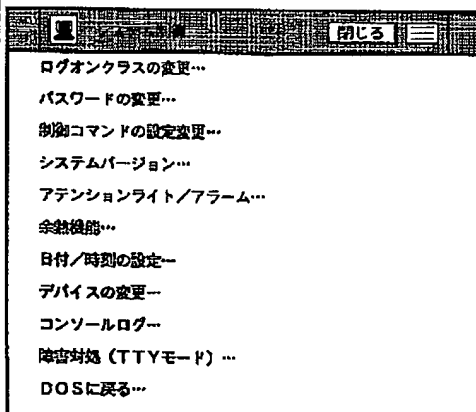 閉じる
ログオンクラスの変更…
パスワードの変更…
制御コマンドの設定変更…
システムバージョン…
アテンションライト/アラーム…
機能…
日付/時刻の設定…
デバイスの変更…
コンソールログ…
障害対処(TTYモード)…
DOSに戻る…